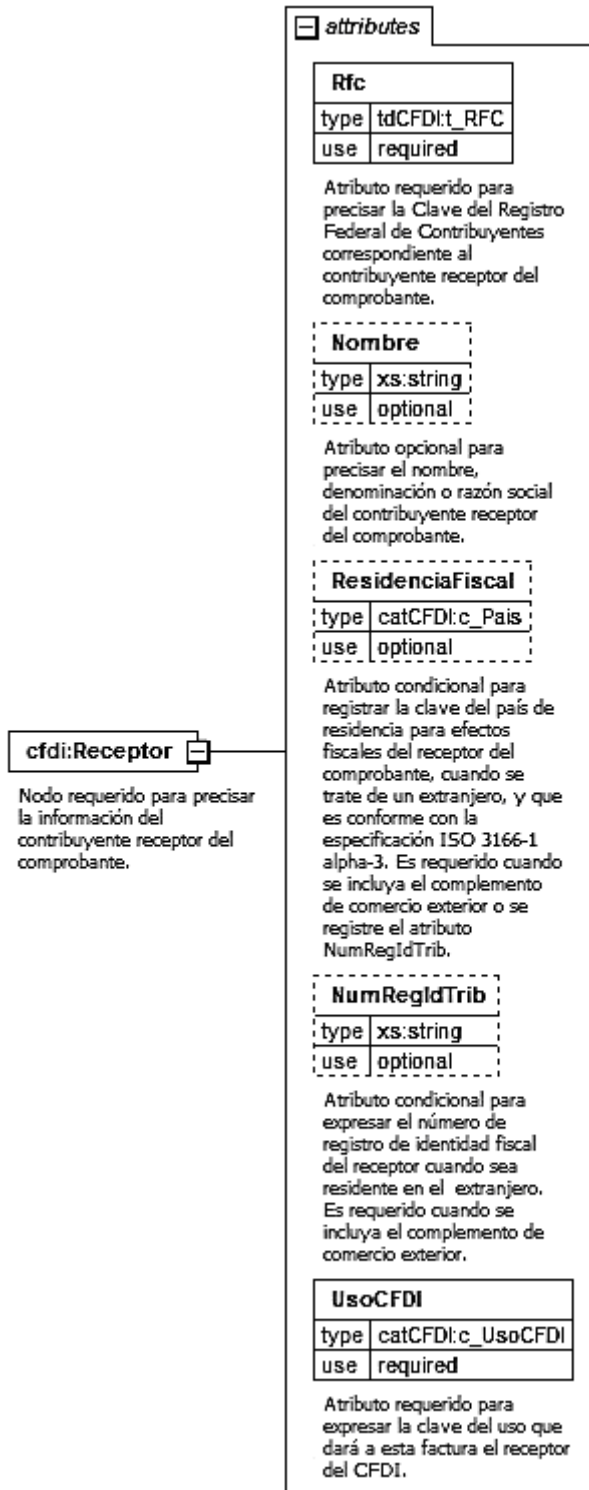 attributes
Rfc
type tdCFDI:t_RFC
use required
Atributo requerido para
precisar la Clave del Registro
Federal de Contribuyentes
correspondiente al
contribuyente receptor del
comprobante.
Nombre
type xs:string
use optional
Atributo opcional para
precisar el nombre,
denominación o razón social
del contribuyente receptor
del comprobante.
ResidenciaFiscal
type catCFDI:c_Pais
use optional
Atributo condicional para
registrar la clave del país de
residencia para efectos
fiscales del receptor del
comprobante, cuando se
trate de un extranjero, y que
es conforme con la
especificación ISO 3166-1
alpha-3. Es requerido cuando
se incluya el complemento
de comercio exterior o se
registre el atributo
NumRegIdTrib.
cfdi:Receptor
Nodo requerido para precisar
la información del
contribuyente receptor del
comprobante.
NumRegIdTrib
type xs:string
use optional
Atributo condicional para
expresar el número de
registro de identidad fiscal
del receptor cuando sea
residente en el extranjero.
Es requerido cuando se
incluya el complemento de
comercio exterior.
UsoCFDI
type catCFDI:c_UsoCFDI
use required
Atributo requerido para
expresar la clave del uso que
dará a esta factura el receptor
del CFDI.